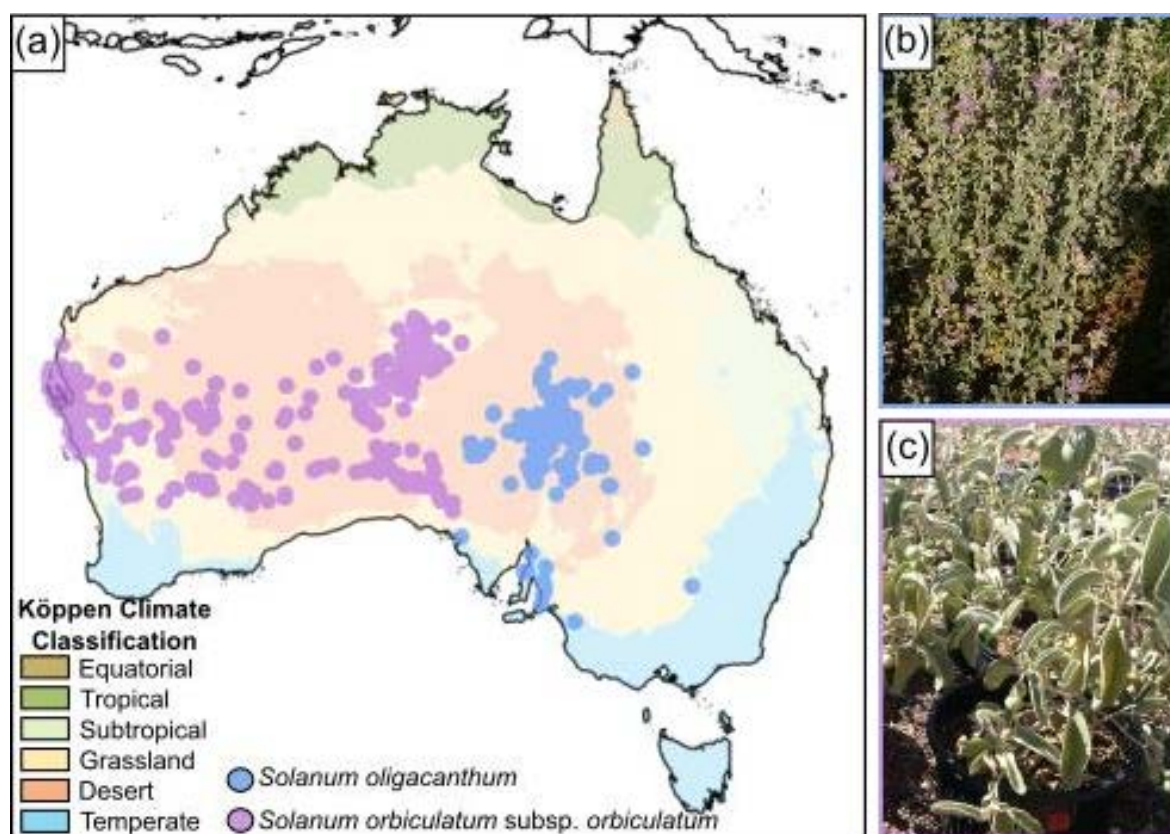 (a)
(b)
(c)
Köppen Climate
Classification
Equatorial
Tropical
Subtropical
Grassland
Desert
Temperate
Solanum oligacanthum
Solanum orbiculatum subsp. orbiculatum